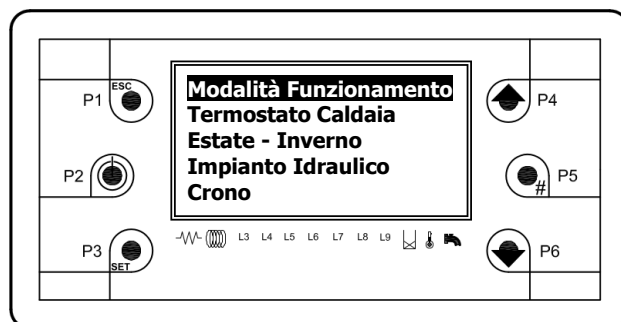 ESC
P1
P2
P3
SET
Modalità Funzionamento
Termostato Caldaia
Estate - Inverno
Impianto Idraulico
Crono
L3 L4 L5 L6 L7 L8 L9
P4
P5
#
P6